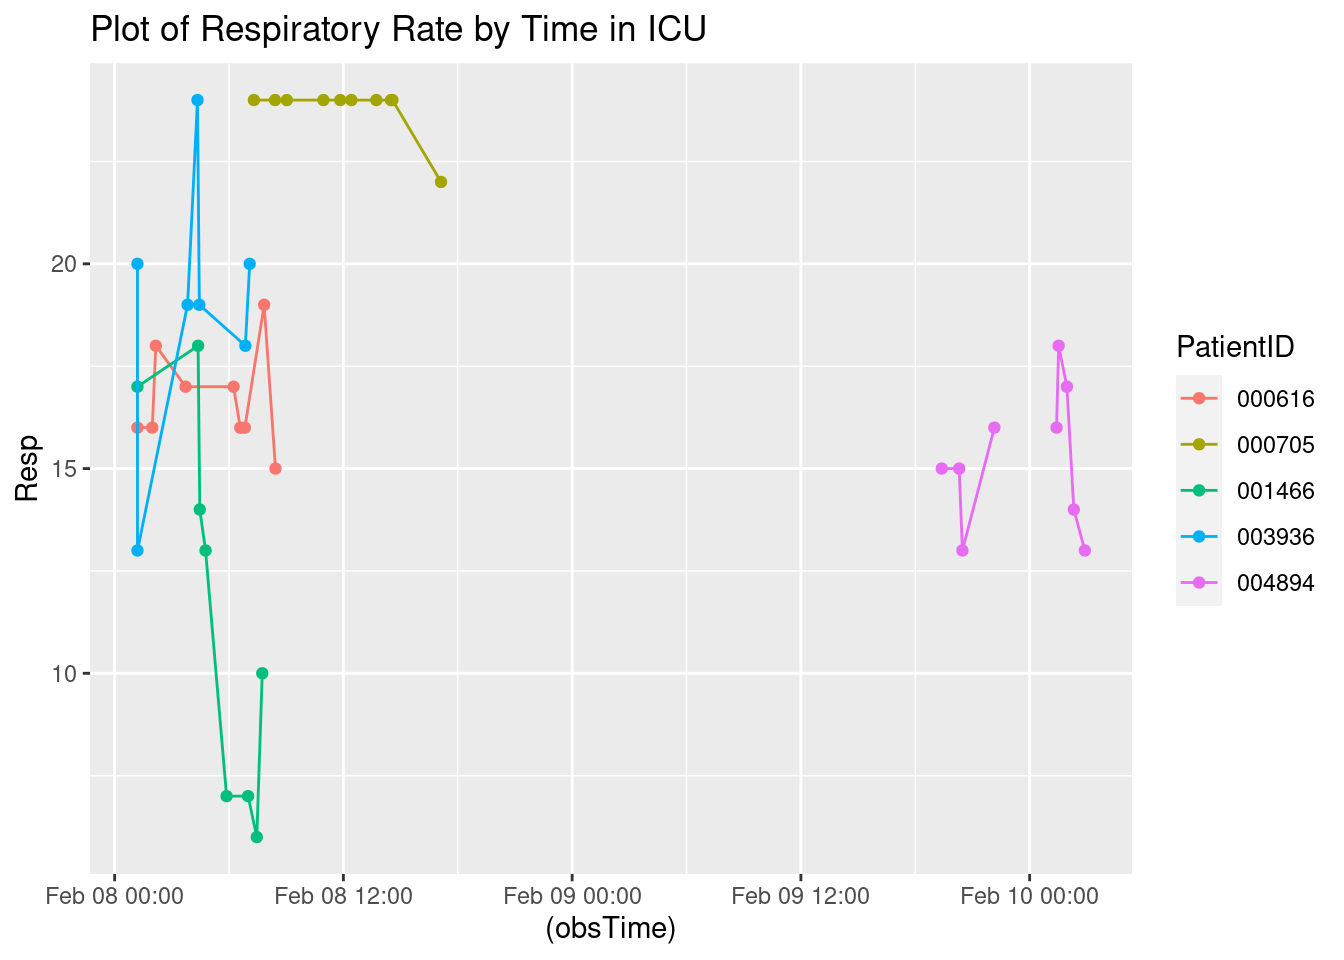 Plot of Respiratory Rate by Time in ICU
Resp
20
15
10
Feb 08 00:00
Feb 08 12:00
Feb 09 00:00
Feb 09 12:00
Feb 10 00:00
(obsTime)
PatientID
000616
000705
001466
003936
004894